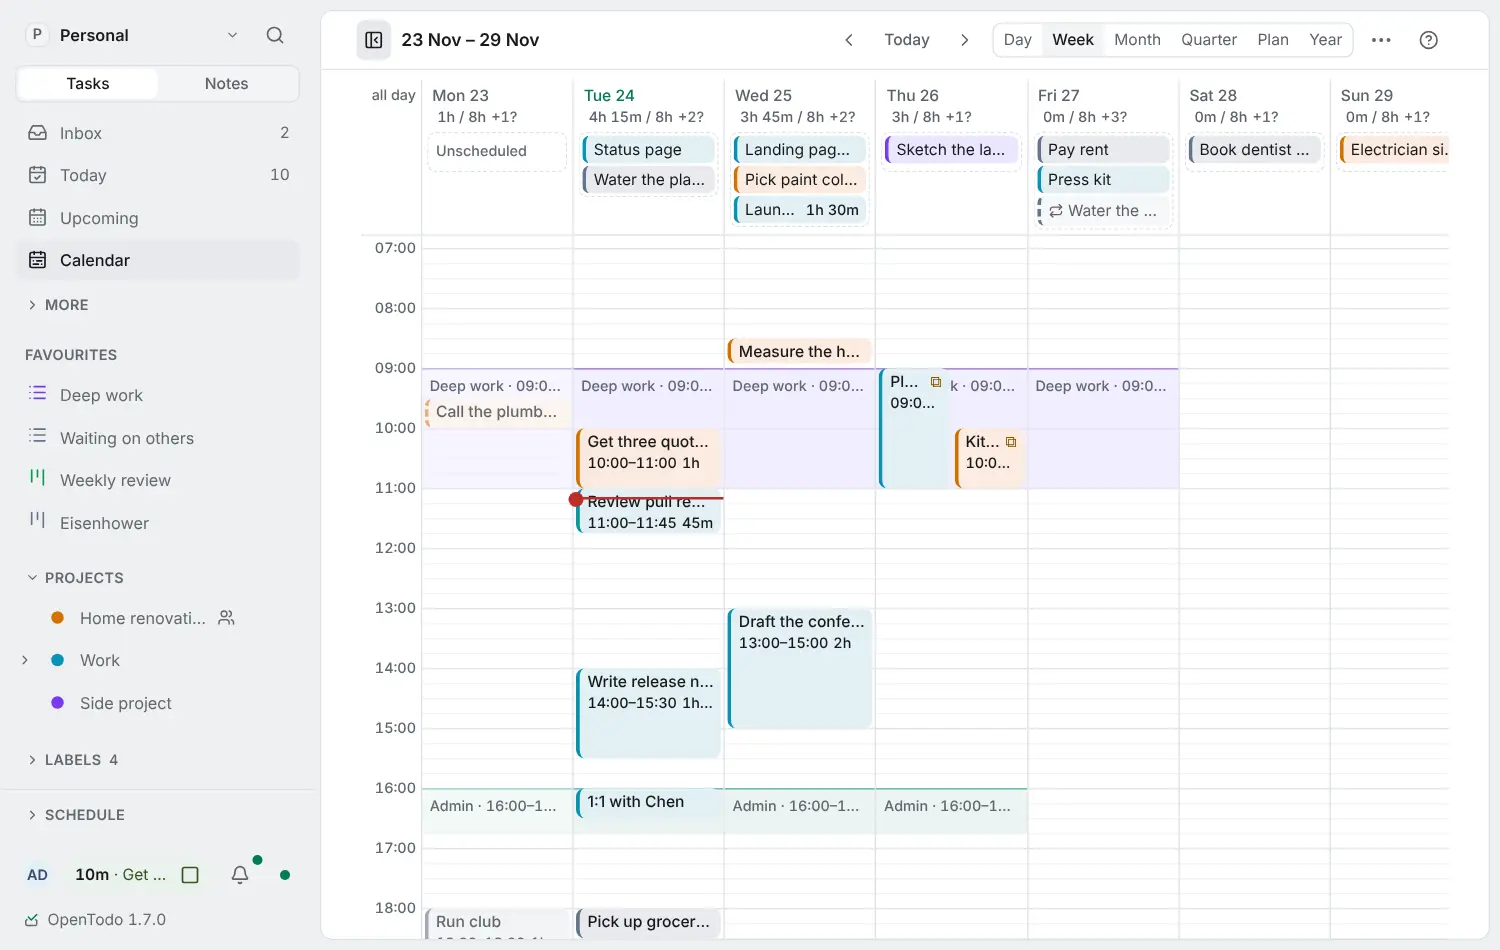 P Personal
Tasks Notes
Inbox 2
Today 10
Upcoming
Calendar
MORE
FAVOURITES
Deep work
Waiting on others
Weekly review
Eisenhower
PROJECTS
Home renovati...
Work
Side project
LABELS 4
SCHEDULE
AD 10m · Get ...
OpenTodo 1.7.0
23 Nov – 29 Nov
Today
Day Week Month Quarter Plan Year
all day
Mon 23
1h / 8h +1?
Unscheduled
Tue 24
4h 15m / 8h +2?
Status page
Water the pla...
Wed 25
3h 45m / 8h +2?
Landing pag...
Pick paint col...
Laun... 1h 30m
Thu 26
3h / 8h +1?
Sketch the la...
Fri 27
0m / 8h +3?
Pay rent
Press kit
Water the ...
Sat 28
0m / 8h +1?
Book dentist ...
Sun 29
0m / 8h +1?
Electrician si.
07:00
08:00
09:00
10:00
11:00
12:00
13:00
14:00
15:00
16:00
17:00
18:00
Deep work · 09:0...
Call the plumb...
Admin · 16:00–1...
Run club
Deep work · 09:0...
Get three quot...
10:00–11:00 1h
Review pull re...
11:00–11:45 45m
Write release n...
14:00–15:30 1h...
1:1 with Chen
Pick up grocer...
Measure the h...
Deep work · 09:0...
Draft the confe...
13:00–15:00 2h
Admin · 16:00–1...
Pl...
09:0...
k · 09:0...
Kit...
10:0...
Admin · 16:00–1...
Deep work · 09:0...